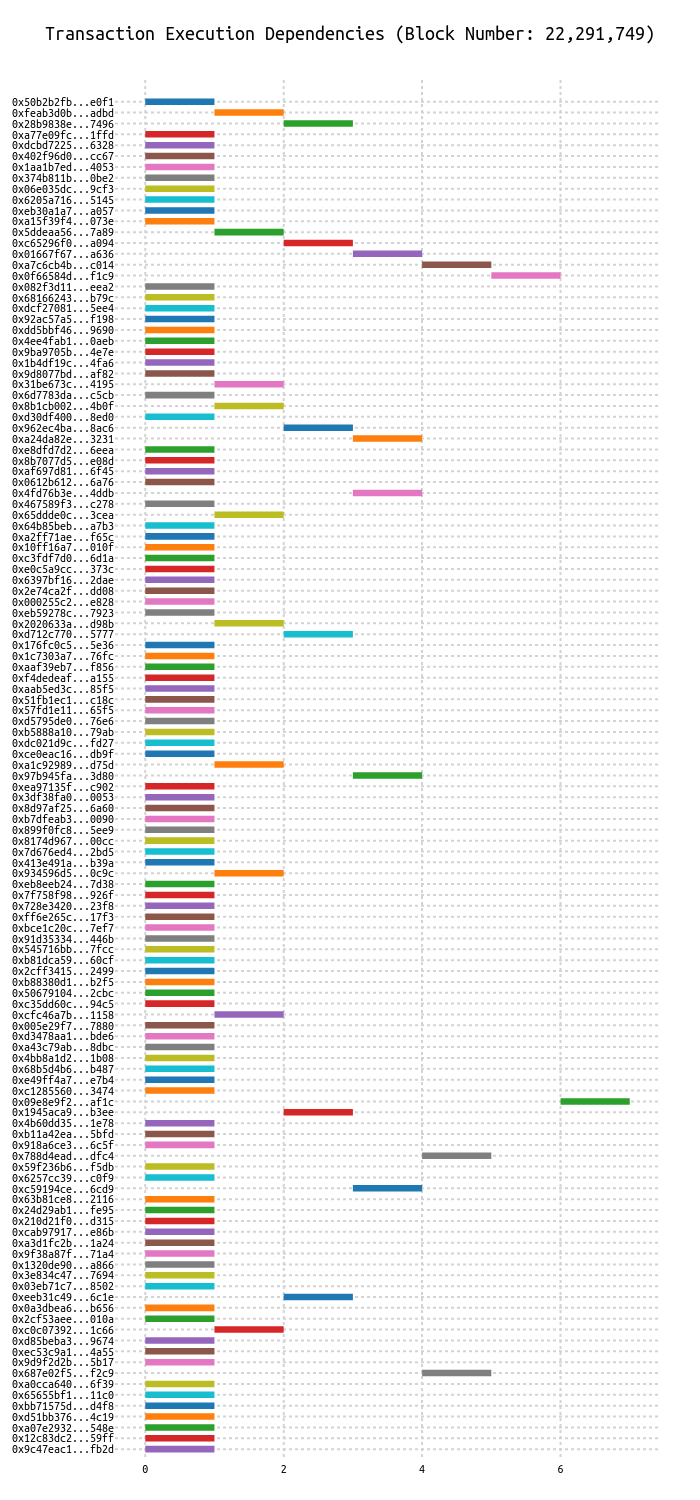 Transaction Execution Dependencies (Block Number: 22,291,749)
0x50b2b2fb...e0f1
0xfeab3d0b...adbd
0x28b9838e...7496
0xa77e09fc...1ffd
0xdcbd7225...6328
0x402f96d0...cc67
0x1aa1b7ed...4053
0x374b811b...0be2
0x06e035dc...9cf3
0x6205a716...5145
0xeb30a1a7...a057
0xa15f39f4...073e
0x5ddeaa56...7a89
0xc65296f0...a094
0x01667f67...a636
0xa7c6cb4b...c014
0x0f66584d...f1c9
0x082f3d11...eea2
0x68166243...b79c
0xdcf27081...5ee4
0x92ac57a5...f198
0xdd5bbf46...9690
0x4ee4fab1...0aeb
0x9ba9705b...4e7e
0x1b4df19c...4fa6
0x9d8077bd...af82
0x31be673c...4195
0x6d7783da...c5cb
0x8b1cb002...4b0f
0xd30df400...8ed0
0x962ec4ba...8ac6
0xa24da82e...3231
0xe8dfd7d2...6eea
0x8b7077d5...e08d
0xaf697d81...6f45
0x0612b612...6a76
0x4fd76b3e...4ddb
0x467589f3...c278
0x65ddde0c...3cea
0x64b85beb...a7b3
0xa2ff71ae...f65c
0x10ff16a7...010f
0xc3fdf7d0...6d1a
0xe0c5a9cc...373c
0x6397bf16...2dae
0x2e74ca2f...dd08
0x000255c2...e828
0xeb59278c...7923
0x2020633a...d98b
0xd712c770...5777
0x176fc0c5...5e36
0x1c7303a7...76fc
0xaaf39eb7...f856
0xf4dedeaf...a155
0xaab5ed3c...85f5
0x51fb1ec1...c18c
0x57fd1e11...65f5
0xd5795de0...76e6
0xb5888a10...79ab
0xdc021d9c...fd27
0xce0eac16...db9f
0xa1c92989...d75d
0x97b945fa...3d80
0xea97135f...c902
0x3df38fa0...0053
0x8d97af25...6a60
0xb7dfeab3...0090
0x899f0fc8...5ee9
0x8174d967...00cc
0x7d676ed4...2bd5
0x413e491a...b39a
0x934596d5...0c9c
0xeb8eeb24...7d38
0x7f758f98...926f
0x728e3420...23f8
0xff6e265c...17f3
0xbce1c20c...7ef7
0x91d35334...446b
0x545716bb...7fcc
0xb81dca59...60cf
0x2cff3415...2499
0xb88380d1...b2f5
0x50679104...2cbc
0xc35dd60c...94c5
0xcfc46a7b...1158
0x005e29f7...7880
0xd3478aa1...bde6
0xa43c79ab...8dbc
0x4bb8a1d2...1b08
0x68b5d4b6...b487
0xe49ff4a7...e7b4
0xc1285560...3474
0x09e8e9f2...af1c
0x1945aca9...b3ee
0x4b60dd35...1e78
0xb11a42ea...5bfd
0x918a6ce3...6c5f
0x788d4ead...dfc4
0x59f236b6...f5db
0x6257cc39...c0f9
0xc59194ce...6cd9
0x63b81ce8...2116
0x24d29ab1...fe95
0x210d21f0...d315
0xcab97917...e86b
0xa3d1fc2b...1a24
0x9f38a87f...71a4
0x1320de90...a866
0x3e834c47...7694
0x03eb71c7...8502
0xeeb31c49...6c1e
0x0a3dbea6...b656
0x2cf53aee...010a
0xc0c07392...1c66
0xd85beba3...9674
0xec53c9a1...4a55
0x9d9f2d2b...5b17
0x687e02f5...f2c9
0xa0cca640...6f39
0x65655bf1...11c0
0xbb71575d...d4f8
0xd51bb376...4c19
0xa07e2932...548e
0x12c83dc2...59ff
0x9c47eac1...fb2d
0 2 4 6